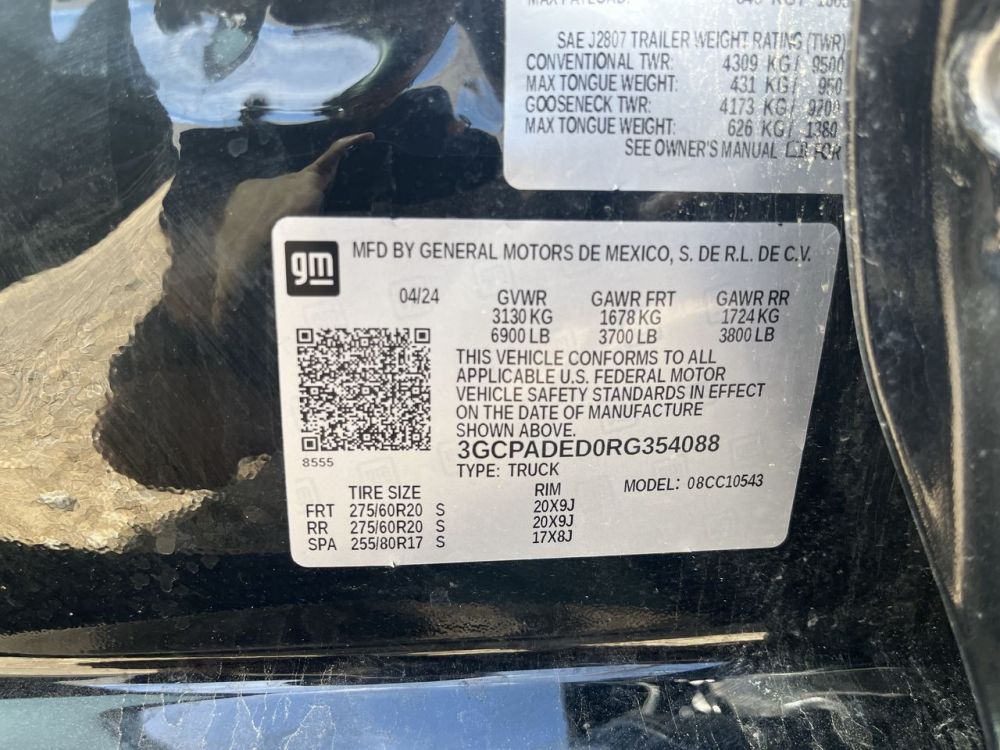 SAE J2807 TRAILER WEIGHT RATING (TWR)
CONVENTIONAL TWR: 4309 KG/ 9500
MAX TONGUE WEIGHT: 431 KG/ 950
GOOSENECK TWR: 4173 KG/ 9200
MAX TONGUE WEIGHT: 626 KG/ 1380
SEE OWNER'S MANUAL FOR
gm
MFD BY GENERAL MOTORS DE MEXICO, S. DE R.L. DE C.V.
04/24 GVWR GAWR FRT GAWR RR
3130 KG 1678 KG 1724 KG
6900 LB 3700 LB 3800 LB
THIS VEHICLE CONFORMS TO ALL
APPLICABLE U.S. FEDERAL MOTOR
VEHICLE SAFETY STANDARDS IN EFFECT
ON THE DATE OF MANUFACTURE
SHOWN ABOVE.
8555
3GCPADED0RG354088
TYPE: TRUCK
MODEL: 08CC10543
TIRE SIZE RIM
FRT 275/60R20 S 20X9J
RR 275/60R20 S 20X9J
SPA 255/80R17 S 17X8J